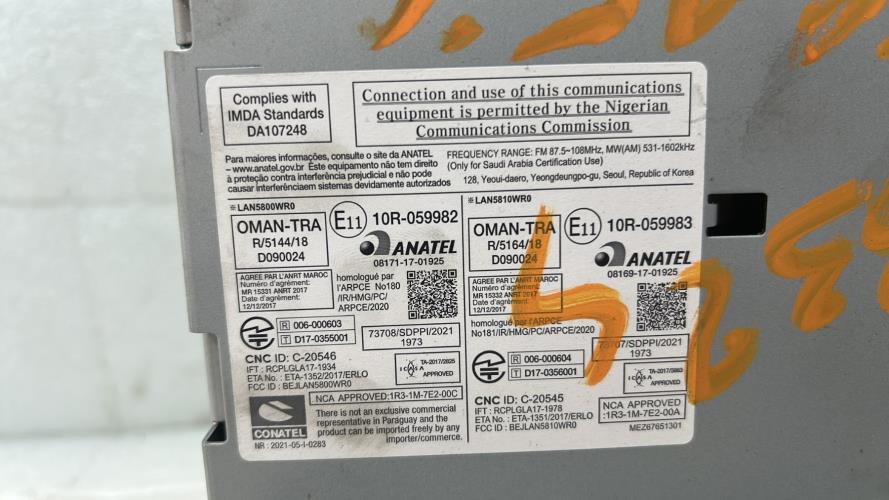 Complies with
IMDA Standards
DA107248
Connection and use of this communications
equipment is permitted by the Nigerian
Communications Commission
Para maiores informações, consulte o site da ANATEL
– www.anatel.gov.br Este equipamento não tem direito
à proteção contra interferência prejudicial e não pode
causar interferênciaem sistemas devidamente autorizados
FREQUENCY RANGE: FM 87.5~108MHz, MW(AM) 531-1602kHz
(Only for Saudi Arabia Certification Use)
128, Yeoui-daero, Yeongdeungpo-gu, Seoul, Republic of Korea
※LAN5800WR0
OMAN-TRA
R/5144/18
D090024
E11 10R-059982
ANATEL
08171-17-01925
AGREE PAR L'ANRT MAROC
Numéro d'agrément:
MR 15331 ANRT 2017
Date d'agrément:
12/12/2017
homologué par
l'ARPCE No180
/IR/HMG/PC/
ARPCE/2020
R 006-000603
T D17-0355001
73708/SDPPI/2021
1973
CNC ID: C-20546
IFT : RCPLGLA17-1934
ETA No. : ETA-1352/2017/ERLO
FCC ID : BEJLAN5800WR0
ICASA
TA-2017/2825
APPROVED
NCA APPROVED:1R3-1M-7E2-00C
CONATEL
NR : 2021-05-I-0283
There is not an exclusive commercial
representative in Paraguay and the
product can be freely imported by any
importer/commerce.
※LAN5810WR0
OMAN-TRA
R/5164/18
D090024
E11 10R-059983
ANATEL
08169-17-01925
AGREE PAR L'ANRT MAROC
Numéro d'agrément:
MR 15332 ANRT 2017
Date d'agrément:
12/12/2017
homologué par l'ARPCE
No181/IR/HMG/PC/ARPCE/2020
73707/SDPPI/2021
1973
R 006-000604
T D17-0356001
ICASA
APPROVED
CNC ID: C-20545
IFT : RCPLGLA17-1978
ETA No. : ETA-1351/2017/ERLO
FCC ID : BEJLAN5810WR0
NCA APPROVED
:1R3-1M-7E2-00A
MEZ67651301